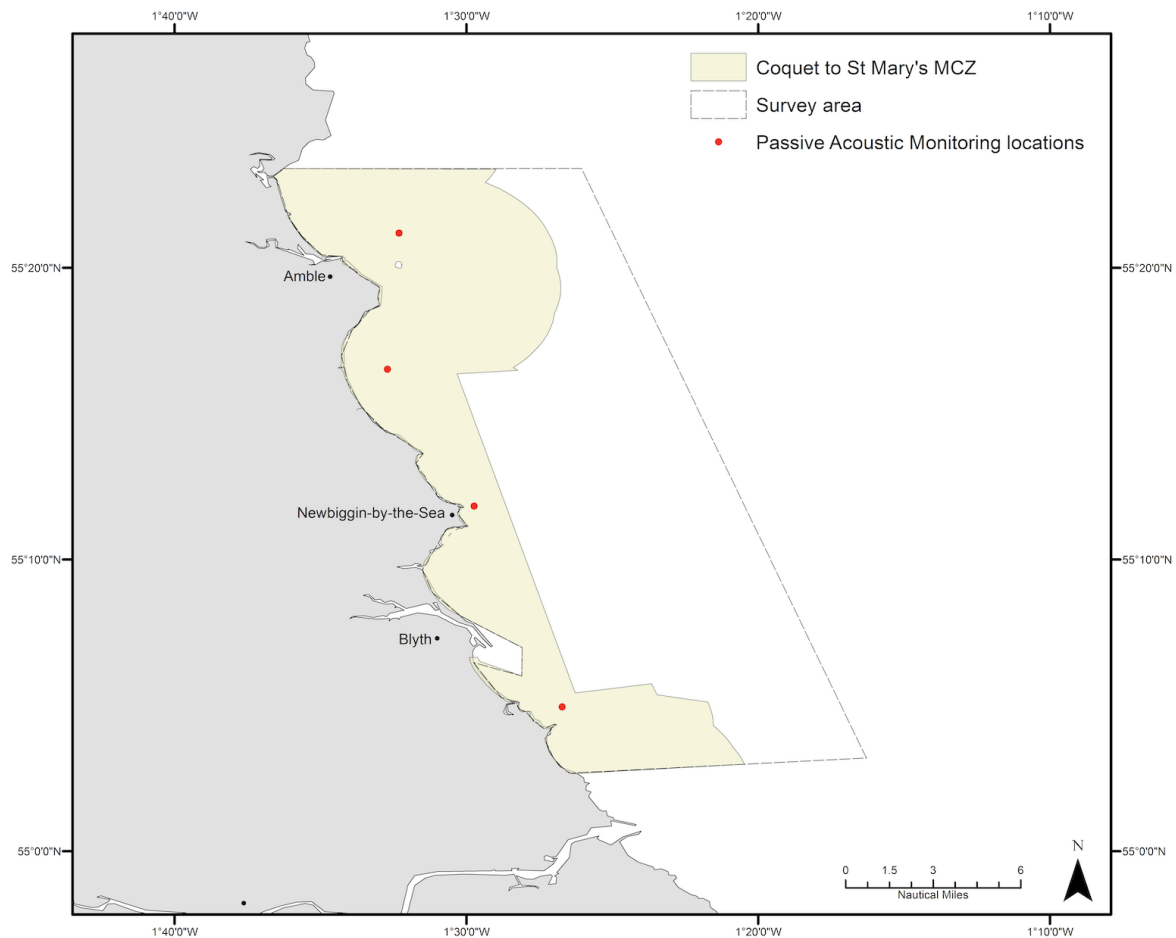 1°40'0"W 1°30'0"W 1°20'0"W 1°10'0"W
Coquet to St Mary's MCZ
Survey area
Passive Acoustic Monitoring locations
55°20'0"N 55°20'0"N
Amble
Newbiggin-by-the-Sea
55°10'0"N 55°10'0"N
Blyth
55°0'0"N 55°0'0"N
N
0 1.5 3 6
Nautical Miles
1°40'0"W 1°30'0"W 1°20'0"W 1°10'0"W